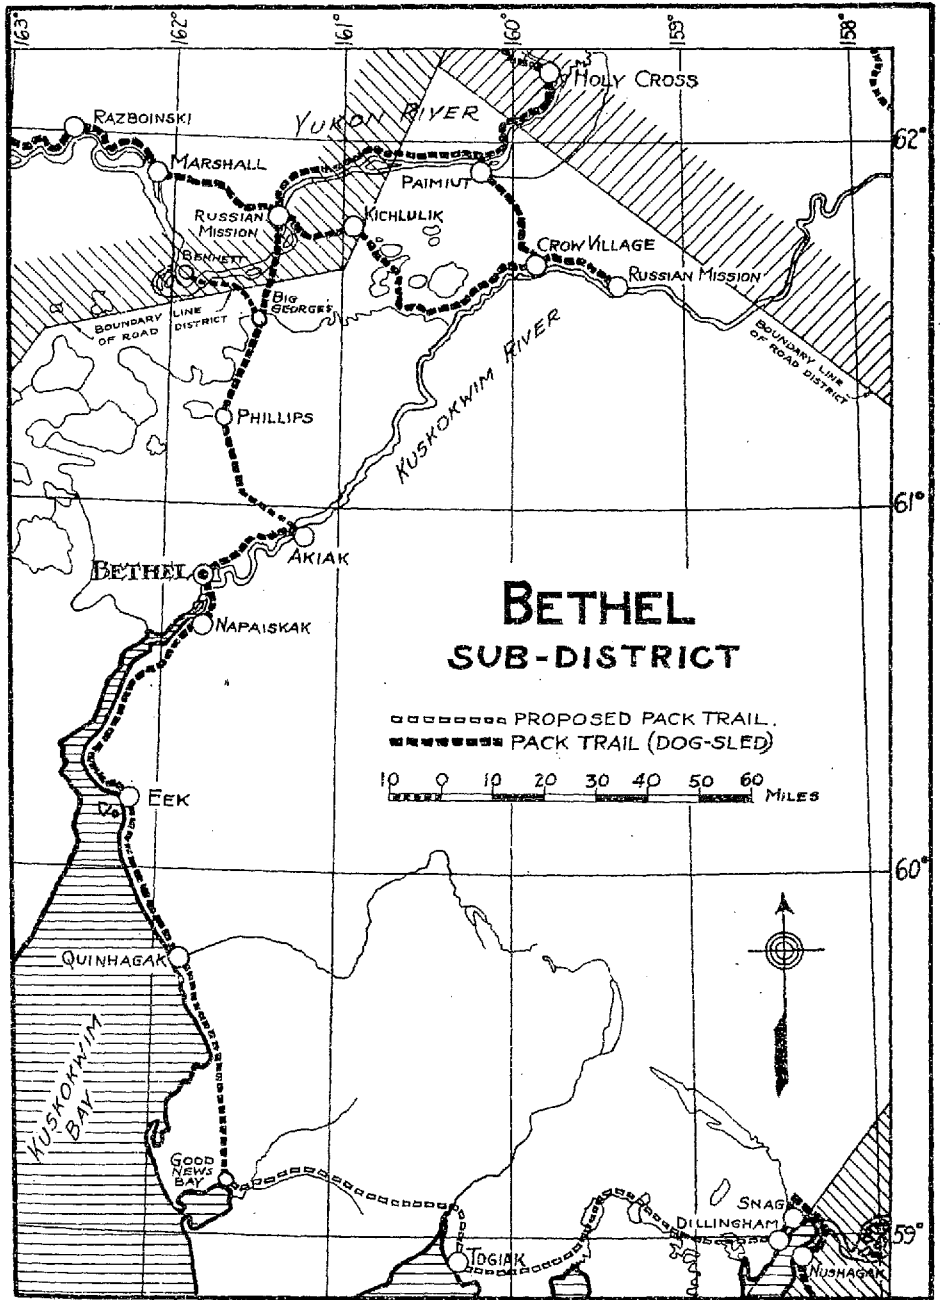 163° 162° 161° 160° 159° 158°
HOLY CROSS
RAZBOINSKI
YUKON RIVER
62°
MARSHALL
PAIMIUT
RUSSIAN
MISSION
KICHLULIK
CROW VILLAGE
BENNETT
RUSSIAN MISSION
BIG
GEORGES
BOUNDARY LINE
OF ROAD DISTRICT
BOUNDARY LINE
OF ROAD DISTRICT
KUSKOKWIM RIVER
PHILLIPS
61°
AKIAK
BETHEL
NAPAISKAK
BETHEL
SUB-DISTRICT
PROPOSED PACK TRAIL.
PACK TRAIL (DOG-SLED)
10 0 10 20 30 40 50 60 MILES
EEK
60°
QUINHAGAK
KUSKOKWIM
BAY
GOOD
NEWS
BAY
SNAG
DILLINGHAM
59°
TOGIAK
NUSHAGAK